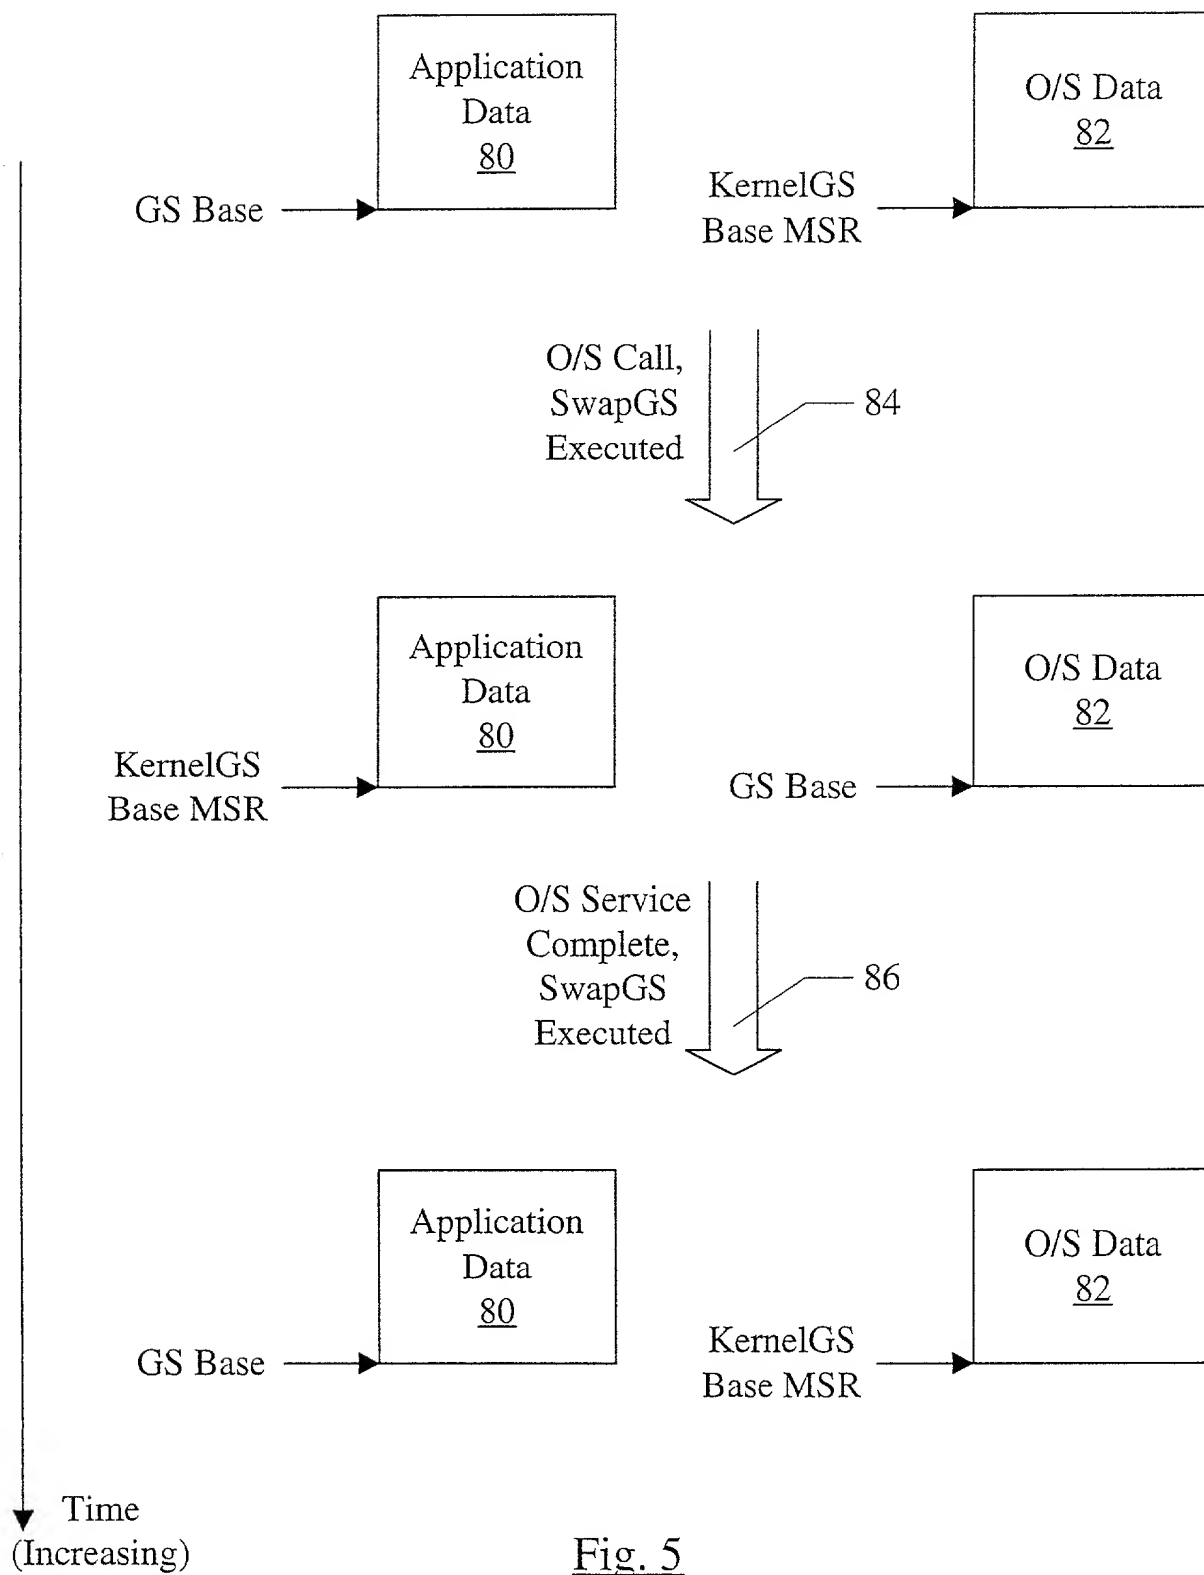 Application
Data
80
O/S Data
82
GS Base
KernelGS
Base MSR
O/S Call,
SwapGS
Executed
84
Application
Data
80
O/S Data
82
KernelGS
Base MSR
GS Base
O/S Service
Complete,
SwapGS
Executed
86
Application
Data
80
O/S Data
82
GS Base
KernelGS
Base MSR
Time
(Increasing)
Fig. 5